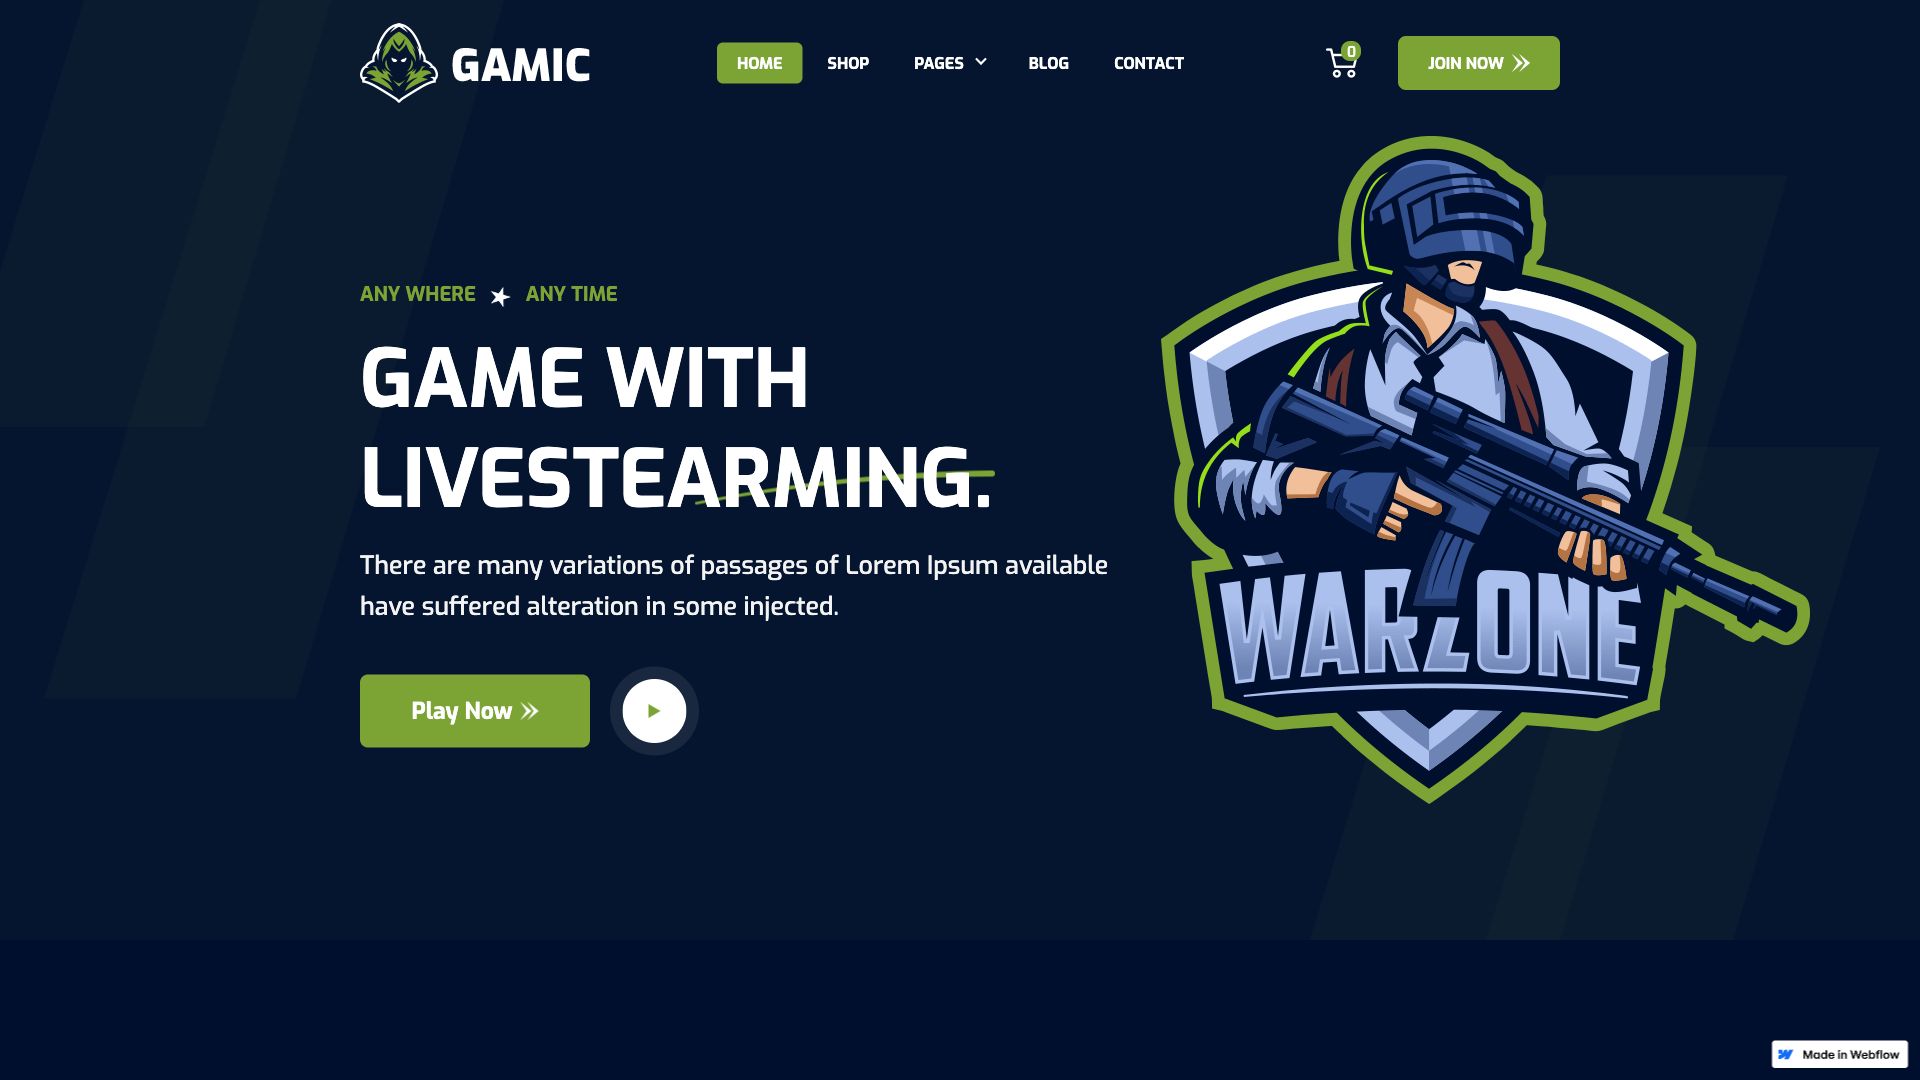 GAMIC
HOME SHOP PAGES BLOG CONTACT
0
JOIN NOW
ANY WHERE ANY TIME
GAME WITH
LIVESTEARMING.
There are many variations of passages of Lorem Ipsum available
have suffered alteration in some injected.
Play Now
WARZONE
Made in Webflow